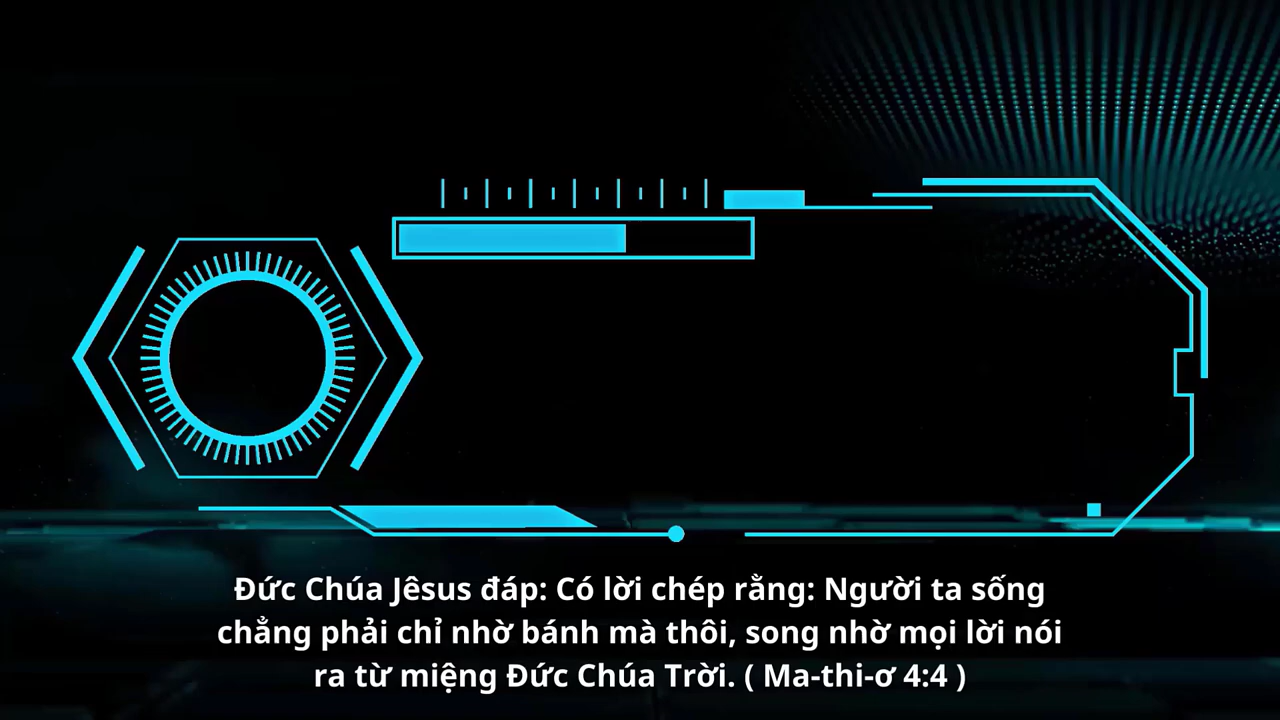 Đức Chúa Jêsus đáp: Có lời chép rằng: Người ta sống
chẳng phải chỉ nhờ bánh mà thôi, song nhờ mọi lời nói
ra từ miệng Đức Chúa Trời. ( Ma-thi-ơ 4:4 )